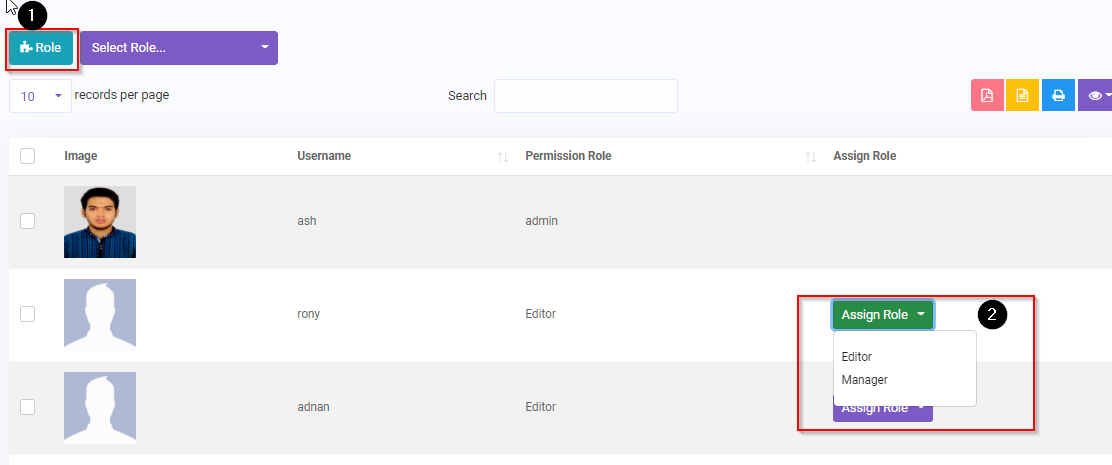 1
Role Select Role...
10 records per page Search
Image Username Permission Role Assign Role
ash admin
rony Editor Assign Role 2
Editor
Manager
adnan Editor Assign Role